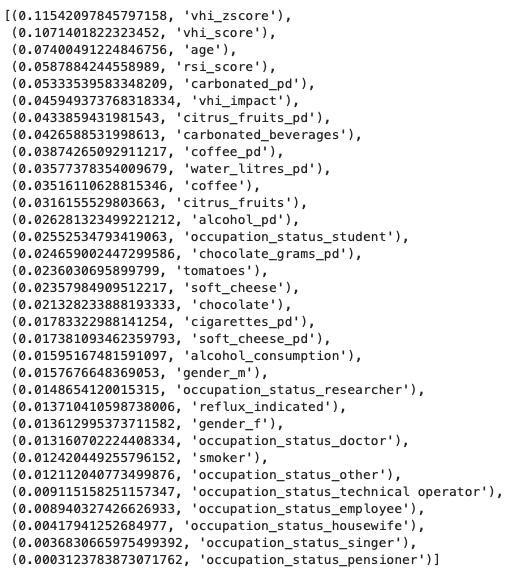 [(0.11542097845797158, 'vhi_zscore'),
(0.1071401822323452, 'vhi_score'),
(0.07400491224846756, 'age'),
(0.0587884244558989, 'rsi_score'),
(0.05333539583348209, 'carbonated_pd'),
(0.045949373768318334, 'vhi_impact'),
(0.0433859431981543, 'citrus_fruits_pd'),
(0.0426588531998613, 'carbonated_beverages'),
(0.03874265092911217, 'coffee_pd'),
(0.03577378354009679, 'water_litres_pd'),
(0.03516110628815346, 'coffee'),
(0.0316155529803663, 'citrus_fruits'),
(0.026281323499221212, 'alcohol_pd'),
(0.02552534793419063, 'occupation_status_student'),
(0.024659002447299586, 'chocolate_grams_pd'),
(0.0236030695899799, 'tomatoes'),
(0.02357984909512217, 'soft_cheese'),
(0.021328233888193333, 'chocolate'),
(0.01783322988141254, 'cigarettes_pd'),
(0.017381093462359793, 'soft_cheese_pd'),
(0.01595167481591097, 'alcohol_consumption'),
(0.0157676648369053, 'gender_m'),
(0.0148654120015315, 'occupation_status_researcher'),
(0.013710410598738006, 'reflux_indicated'),
(0.013612995373711582, 'gender_f'),
(0.013160702224408334, 'occupation_status_doctor'),
(0.012420449255796152, 'smoker'),
(0.012112040773499876, 'occupation_status_other'),
(0.009115158251157347, 'occupation_status_technical operator'),
(0.008940327426626933, 'occupation_status_employee'),
(0.00417941252684977, 'occupation_status_housewife'),
(0.0036830665975499392, 'occupation_status_singer'),
(0.0003123783873071762, 'occupation_status_pensioner')]